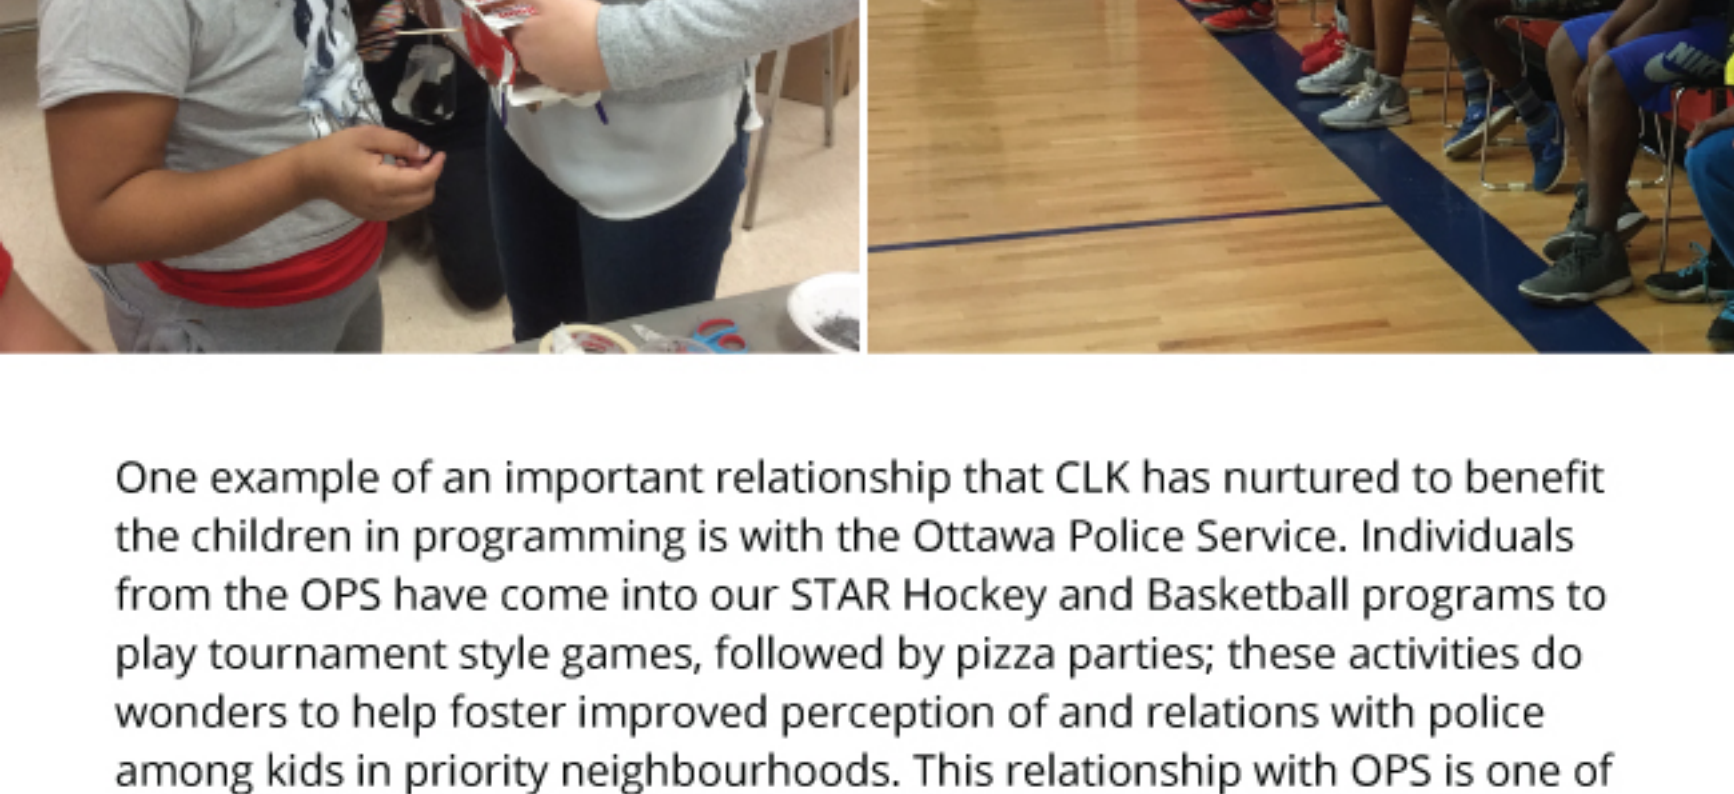 NIKE
One example of an important relationship that CLK has nurtured to benefit
the children in programming is with the Ottawa Police Service. Individuals
from the OPS have come into our STAR Hockey and Basketball programs to
play tournament style games, followed by pizza parties; these activities do
wonders to help foster improved perception of and relations with police
among kids in priority neighbourhoods. This relationship with OPS is one of